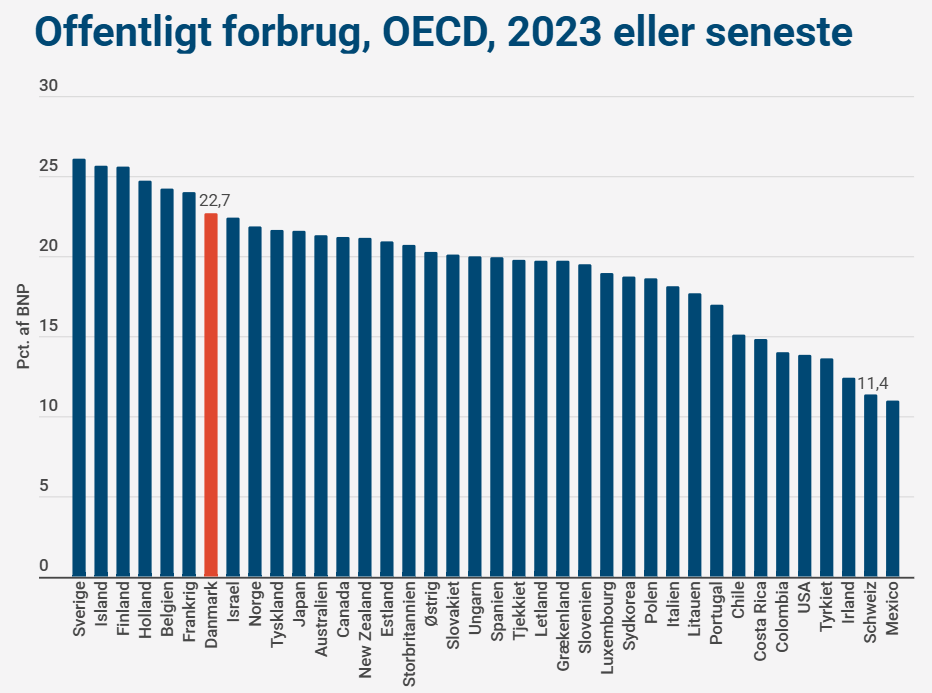 Offentligt forbrug, OECD, 2023 eller seneste
30
25
20
15
10
5
0
Pct. af BNP
22,7
11,4
Sverige
Island
Finland
Holland
Belgien
Frankrig
Danmark
Israel
Norge
Tyskland
Japan
Australien
Canada
New Zealand
Estland
Storbritannien
Østrig
Slovakiet
Ungarn
Spanien
Tjekkiet
Letland
Grækenland
Slovenien
Luxembourg
Sydkorea
Polen
Italien
Litauen
Portugal
Chile
Costa Rica
Colombia
USA
Tyrkiet
Irland
Schweiz
Mexico